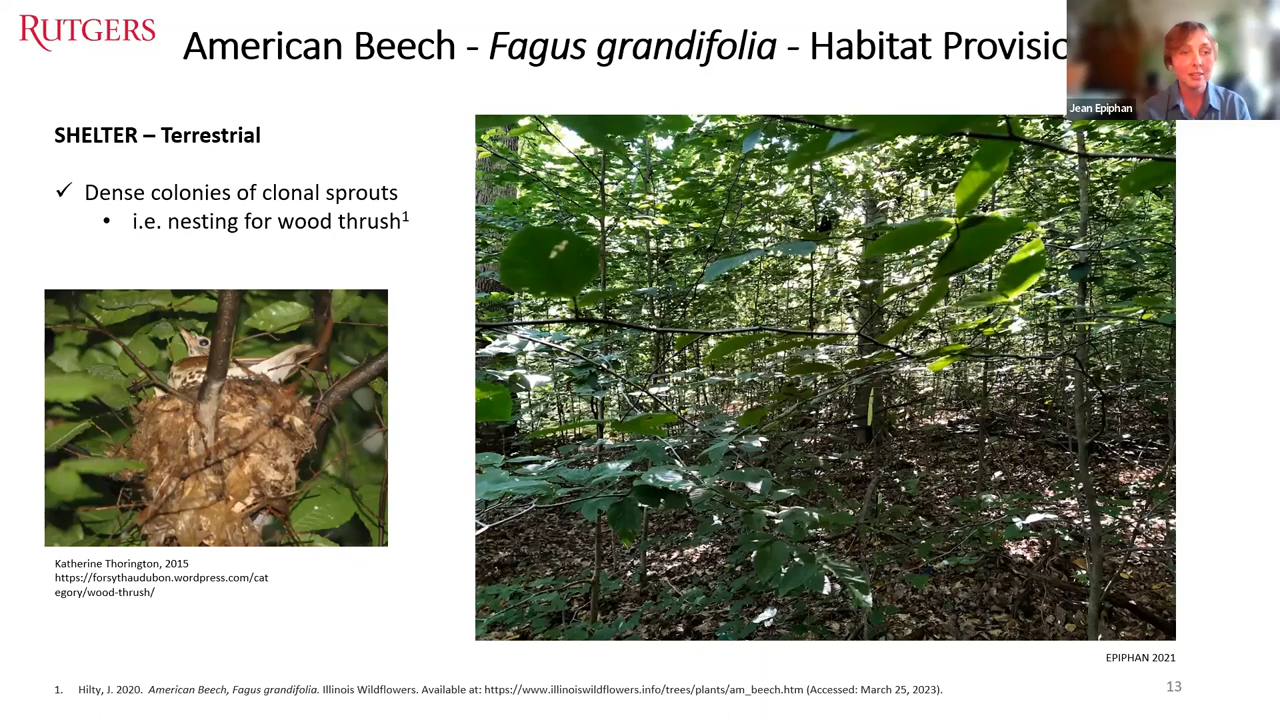 RUTGERS
American Beech - Fagus grandifolia - Habitat Provisio
Jean Epiphan
SHELTER – Terrestrial
✓ Dense colonies of clonal sprouts
• i.e. nesting for wood thrush¹
Katherine Thorington, 2015
https://forsythaudubon.wordpress.com/cat
egory/wood-thrush/
EPIPHAN 2021
1. Hilty, J. 2020. American Beech, Fagus grandifolia. Illinois Wildflowers. Available at: https://www.illinoiswildflowers.info/trees/plants/am_beech.htm (Accessed: March 25, 2023).
13